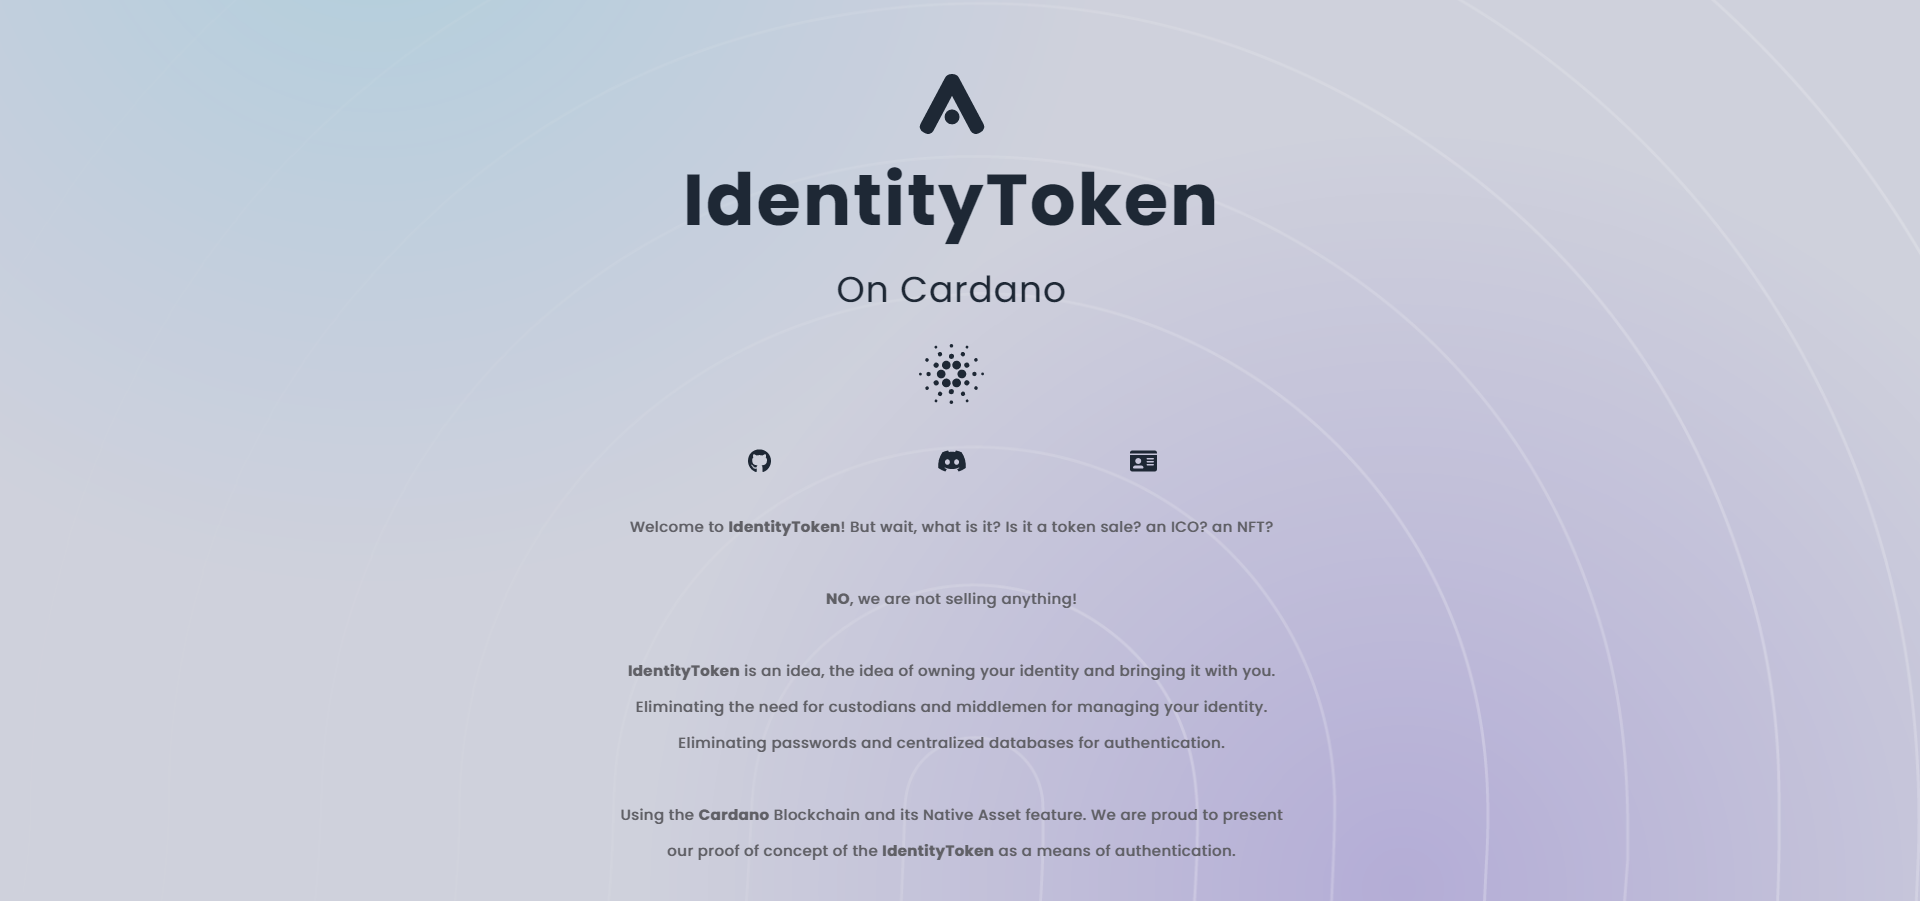 IdentityToken
On Cardano
Welcome to IdentityToken! But wait, what is it? Is it a token sale? an ICO? an NFT?
NO, we are not selling anything!
IdentityToken is an idea, the idea of owning your identity and bringing it with you.
Eliminating the need for custodians and middlemen for managing your identity.
Eliminating passwords and centralized databases for authentication.
Using the Cardano Blockchain and its Native Asset feature. We are proud to present
our proof of concept of the IdentityToken as a means of authentication.